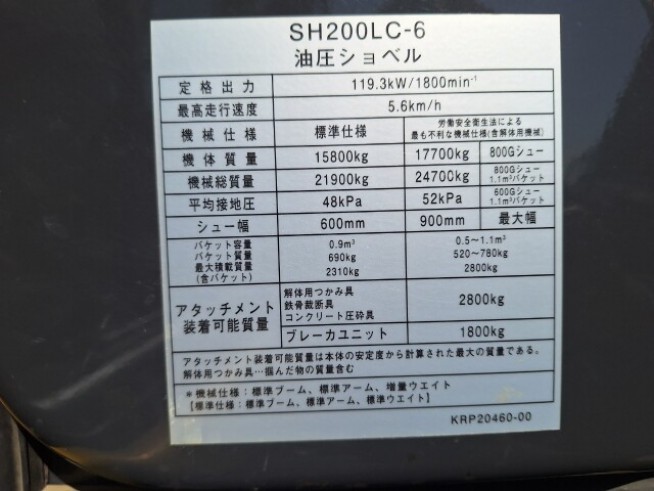 SH200LC-6
油圧ショベル
定格出力 119.3kW/1800min⁻¹
最高走行速度 5.6km/h
機械仕様 標準仕様 労働安全衛生法による
最も不利な機械仕様(含解体用機械)
機体質量 15800kg 17700kg 800Gシュー
機械総質量 21900kg 24700kg 800Gシュー
1.1m³バケット
平均接地圧 48kPa 52kPa 600Gシュー
1.1m³バケット
シュー幅 600mm 900mm 最大幅
バケット容量 0.9m³ 0.5～1.1m³
バケット質量 690kg 520～780kg
最大積載質量 2310kg 2800kg
(含バケット)
アタッチメント
装着可能質量
解体用つかみ具
鉄骨裁断具
コンクリート圧砕具
2800kg
ブレーカユニット 1800kg
アタッチメント装着可能質量は本体の安定度から計算された最大の質量である。
解体用つかみ具…掴んだ物の質量含む
＊機械仕様：標準ブーム、標準アーム、増量ウエイト
【標準仕様：標準ブーム、標準アーム、標準ウエイト】
KRP20460-00